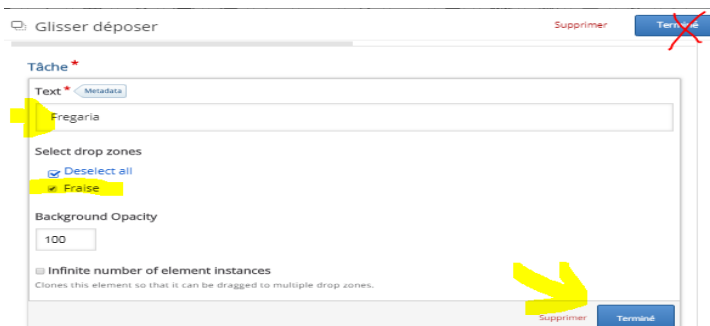 Glisser déposer Supprimer Terminé
Tâche *
Text * Metadata
Fregaria
Select drop zones
Deselect all
Fraise
Background Opacity
100
Infinite number of element instances
Clones this element so that it can be dragged to multiple drop zones.
Supprimer Terminé